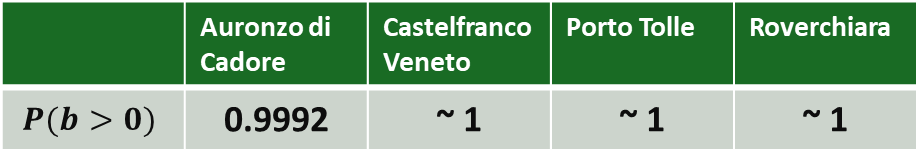 Auronzo di Cadore Castelfranco Veneto Porto Tolle Roverchiara
P(b > 0) 0.9992 ~ 1 ~ 1 ~ 1